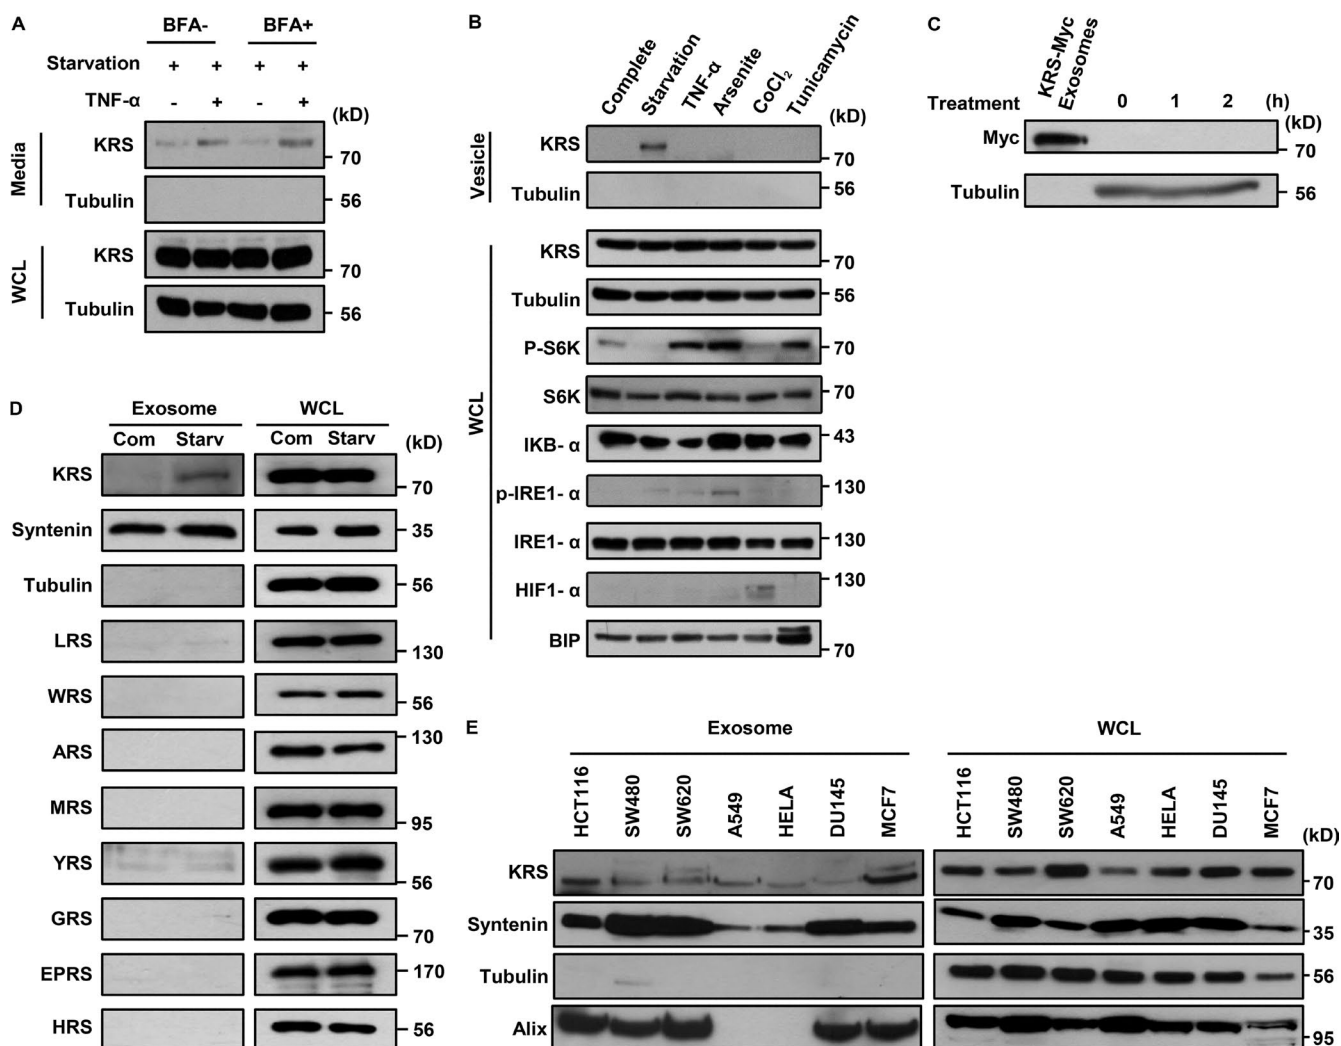 A
BFA- BFA+
Starvation + + + +
TNF-α - + - +
(kD)
Media
KRS 70
Tubulin 56
WCL
KRS 70
Tubulin 56
B
Complete Starvation TNF-α Arsenite CoCl2 Tunicamycin
(kD)
Vesicle
KRS 70
Tubulin 56
WCL
KRS 70
Tubulin 56
P-S6K 70
S6K 70
IKB- α 43
p-IRE1- α 130
IRE1- α 130
HIF1- α 130
BIP 70
C
KRS-Myc
Exosomes
Treatment 0 1 2 (h)
(kD)
Myc 70
Tubulin 56
D
Exosome WCL
Com Starv Com Starv (kD)
KRS 70
Syntenin 35
Tubulin 56
LRS 130
WRS 56
ARS 130
MRS 95
YRS 56
GRS 70
EPRS 170
HRS 56
E
Exosome WCL
HCT116 SW480 SW620 A549 HELA DU145 MCF7 HCT116 SW480 SW620 A549 HELA DU145 MCF7
(kD)
KRS 70
Syntenin 35
Tubulin 56
Alix 95